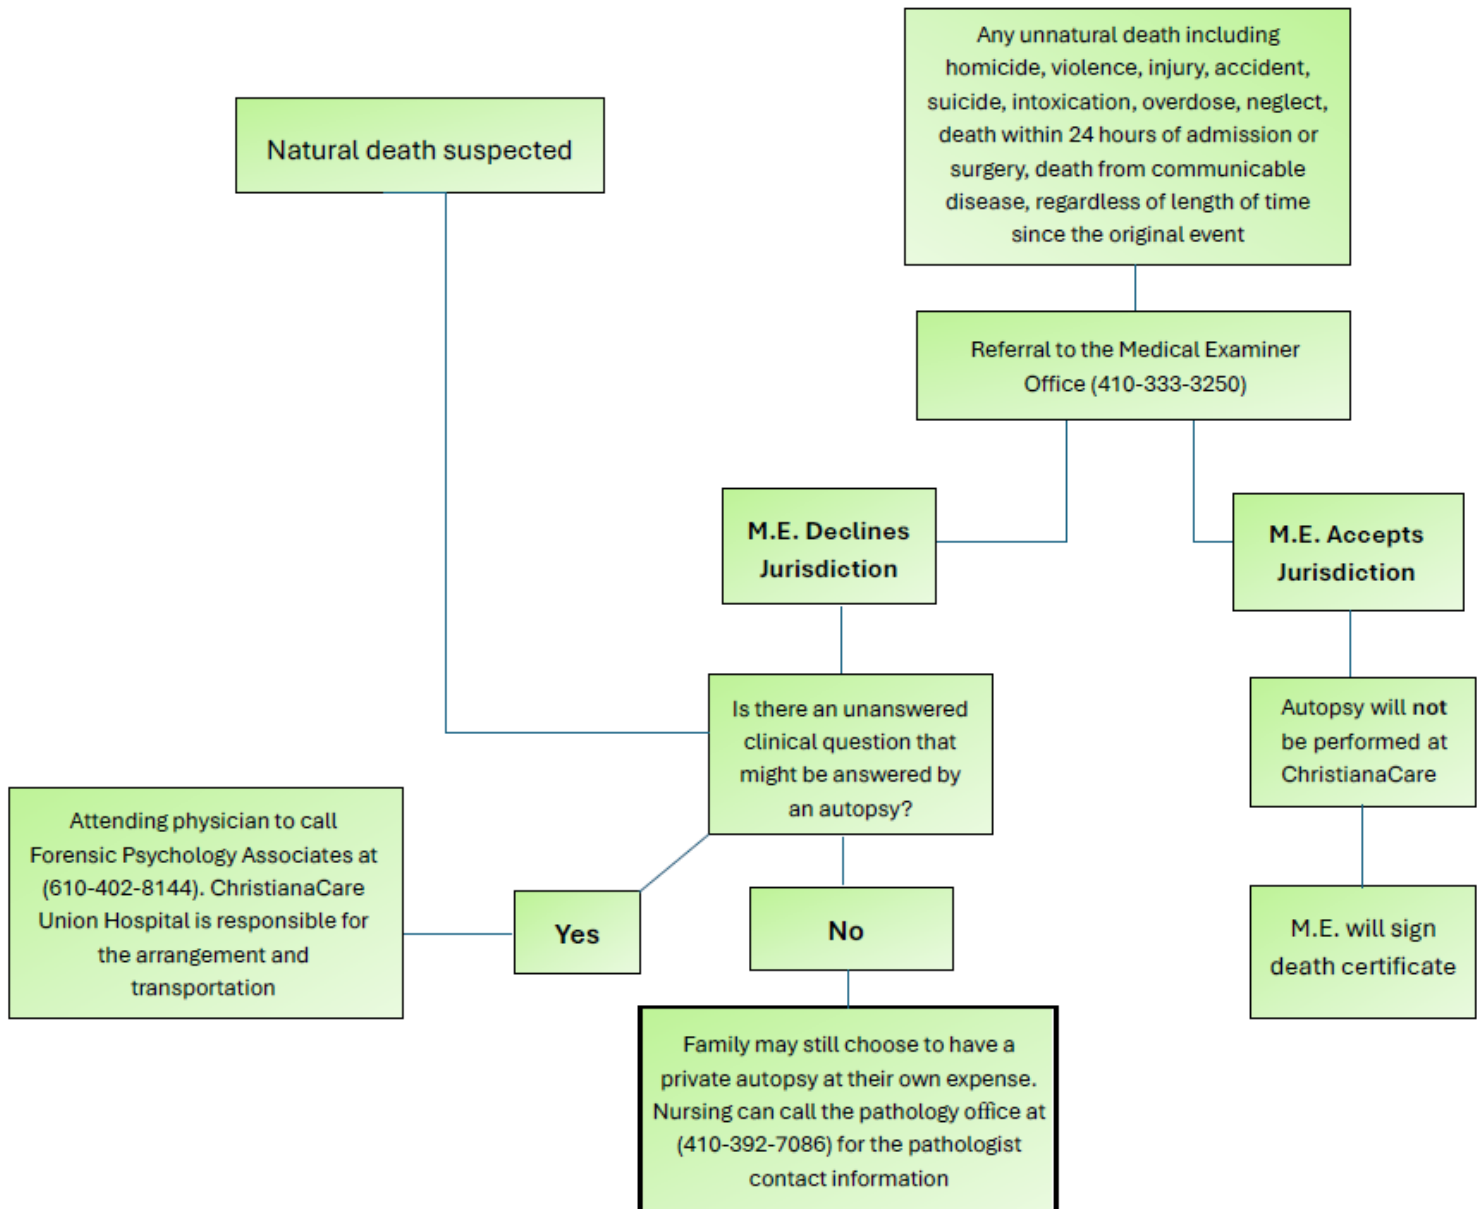 Any unnatural death including
homicide, violence, injury, accident,
suicide, intoxication, overdose, neglect,
death within 24 hours of admission or
surgery, death from communicable
disease, regardless of length of time
since the original event
Natural death suspected
Referral to the Medical Examiner
Office (410-333-3250)
M.E. Declines
Jurisdiction
M.E. Accepts
Jurisdiction
Is there an unanswered
clinical question that
might be answered by
an autopsy?
Autopsy will not
be performed at
ChristianaCare
Attending physician to call
Forensic Psychology Associates at
(610-402-8144). ChristianaCare
Union Hospital is responsible for
the arrangement and
transportation
Yes
No
M.E. will sign
death certificate
Family may still choose to have a
private autopsy at their own expense.
Nursing can call the pathology office at
(410-392-7086) for the pathologist
contact information